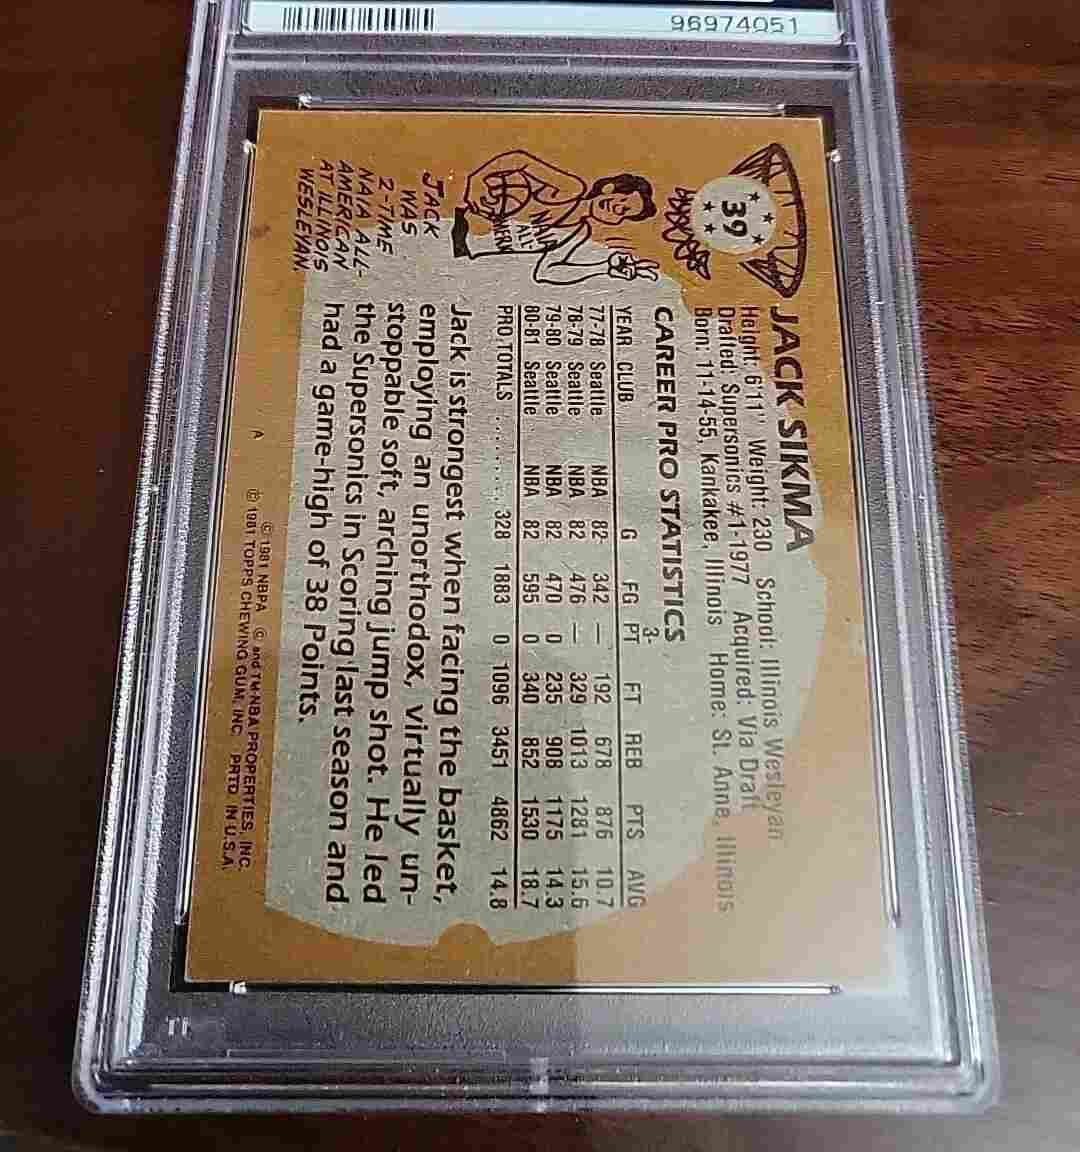 96974051
39
JACK SIKMA
Height: 6'11" Weight: 230 School: Illinois Wesleyan
Drafted: Supersonics #1-1977 Acquired: Via Draft
Born: 11-14-55, Kankakee, Illinois Home: St. Anne, Illinois
CAREER PRO STATISTICS
YEAR CLUB G FG 3-PT FT REB PTS AVG
77-78 Seattle NBA 82 342 — 192 678 876 10.7
78-79 Seattle NBA 82 476 — 329 1013 1281 15.6
79-80 Seattle NBA 82 470 0 235 908 1175 14.3
80-81 Seattle NBA 82 595 0 340 852 1530 18.7
PRO TOTALS .......... 328 1883 0 1096 3451 4862 14.8
NAIA
ALL-
AMERN
JACK
WAS
2-TIME
NAIA ALL-
AMERICAN
AT ILLINOIS
WESLEYAN.
Jack is strongest when facing the basket,
employing an unorthodox, virtually un-
stoppable soft, arching jump shot. He led
the Supersonics in Scoring last season and
had a game-high of 38 Points.
A
© 1981 NBPA © and TM NBA PROPERTIES, INC.
© 1981 TOPPS CHEWING GUM, INC. PRTD. IN U.S.A.